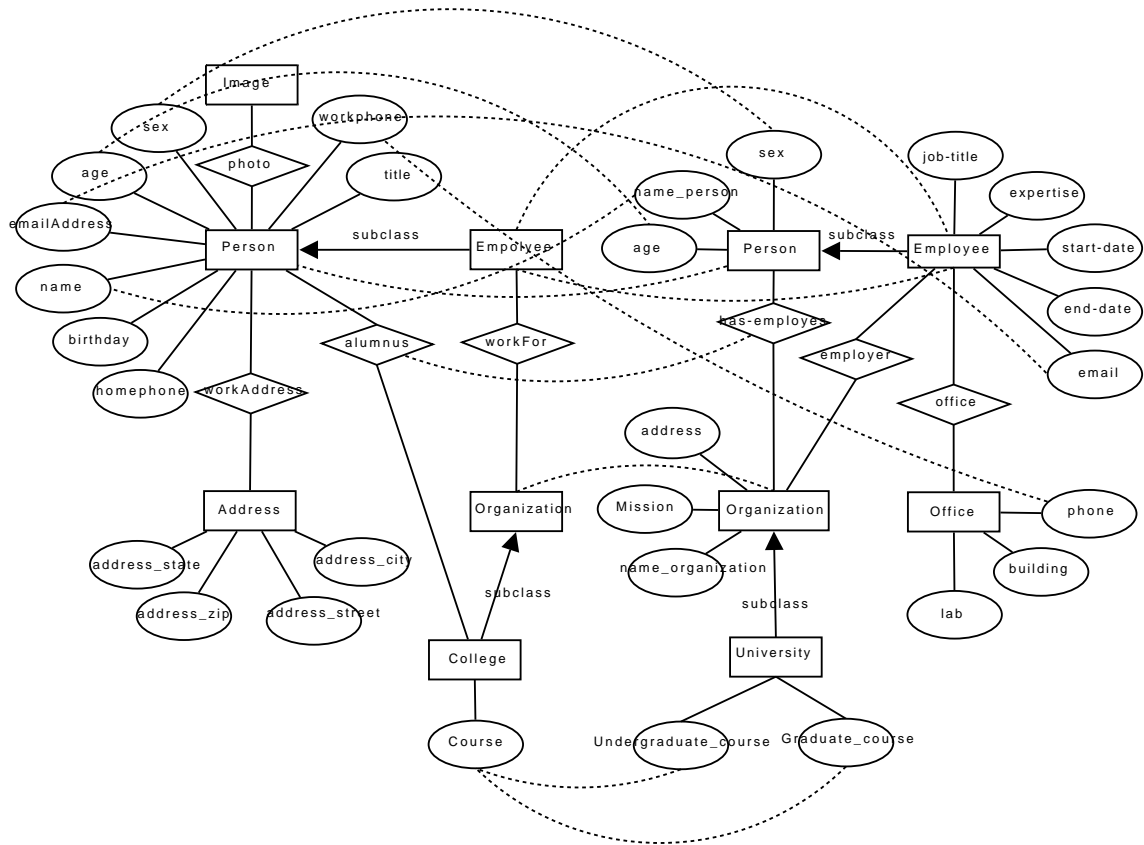 Image
sex
workphone
photo
age
title
emailAddress
Person
subclass
Empolyee
name
birthday
alumnus
workFor
homephone
workAddress
Address
Organization
address_state
address_city
address_zip
address_street
subclass
College
Course
sex
job-title
name_person
expertise
age
Person
subclass
Employee
start-date
end-date
has-employes
employer
email
office
address
Mission
Organization
Office
phone
name_organization
building
subclass
lab
University
Undergraduate_course
Graduate_course